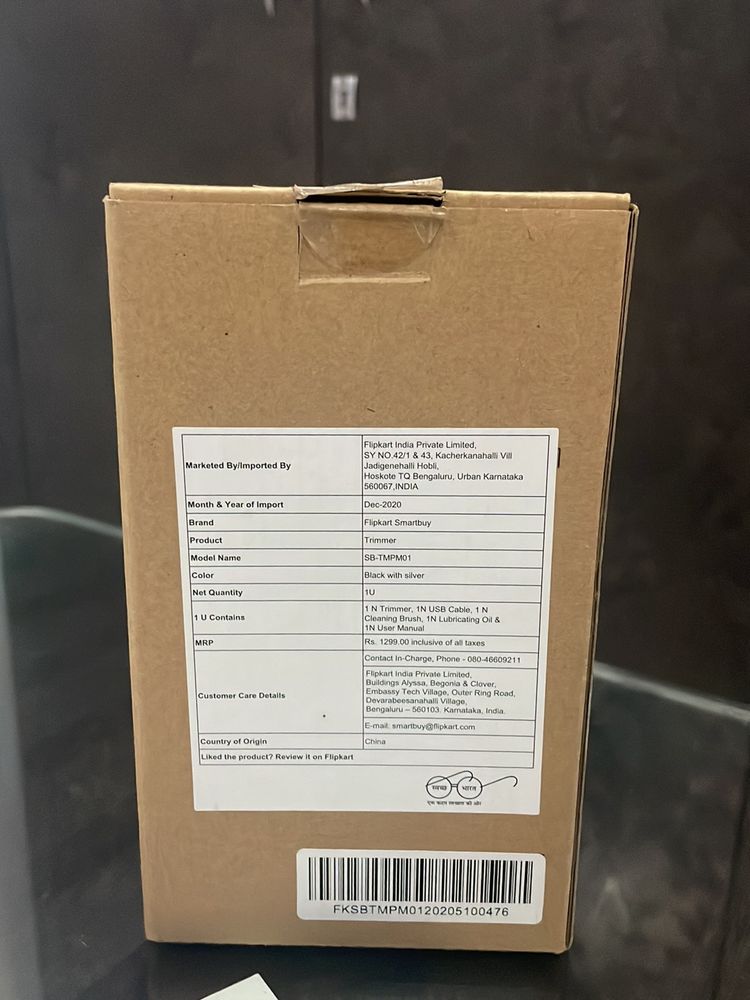 Marketed By/Imported By
Flipkart India Private Limited,
SY NO.42/1 & 43, Kacherkanahalli Vill
Jadigenehalli Hobli,
Hoskote TQ Bengaluru, Urban Karnataka
560067,INDIA
Month & Year of Import
Dec-2020
Brand
Flipkart Smartbuy
Product
Trimmer
Model Name
SB-TMPM01
Color
Black with silver
Net Quantity
1U
1 U Contains
1 N Trimmer, 1N USB Cable, 1 N
Cleaning Brush, 1N Lubricating Oil &
1N User Manual
MRP
Rs. 1299.00 inclusive of all taxes
Customer Care Details
Contact In-Charge, Phone - 080-46609211
Flipkart India Private Limited,
Buildings Alyssa, Begonia & Clover,
Embassy Tech Village, Outer Ring Road,
Devarabeesanahalli Village,
Bengaluru – 560103. Karnataka, India.
E-mail: smartbuy@flipkart.com
Country of Origin
China
Liked the product? Review it on Flipkart
स्वच्छ भारत
एक कदम स्वच्छता की ओर
FKSBTMPM0120205100476